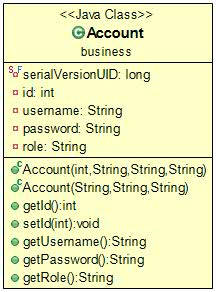 <<Java Class>>
Account
business
serialVersionUID: long
id: int
username: String
password: String
role: String
Account(int,String,String,String)
Account(String,String,String)
getId():int
setId(int):void
getUsername():String
getPassword():String
getRole():String